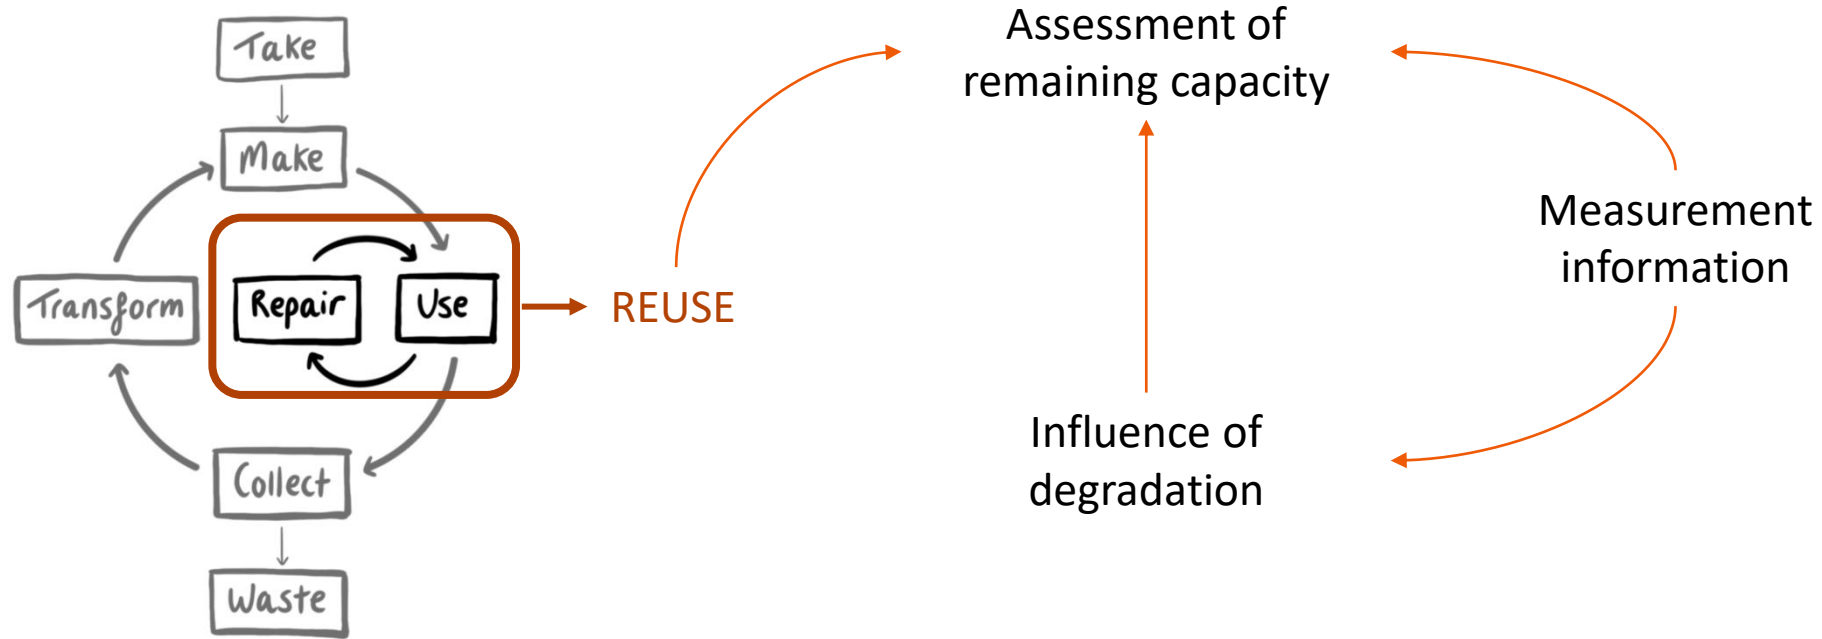 Take
Make
Transform
Repair
Use
Collect
Waste
REUSE
Assessment of
remaining capacity
Measurement
information
Influence of
degradation